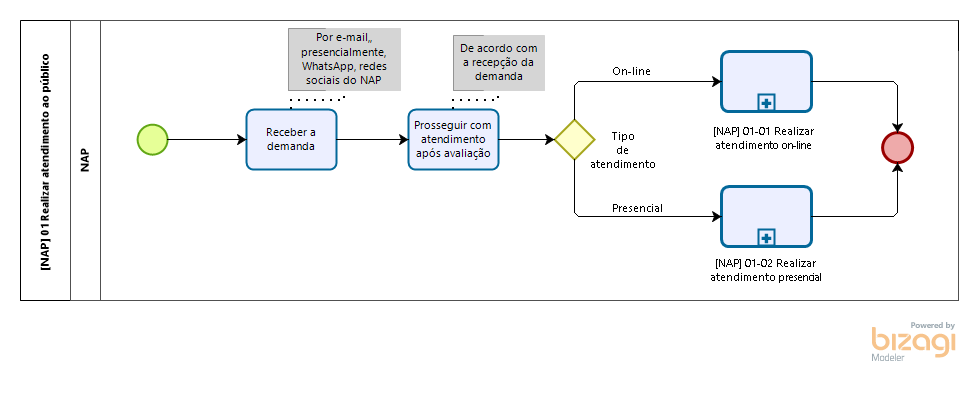 [NAP] 01 Realizar atendimento ao público
NAP
Por e-mail,
presencialmente,
WhatsApp, redes
sociais do NAP
De acordo com
a recepção da
demanda
Receber a
demanda
Prosseguir com
atendimento
após avaliação
Tipo
de
atendimento
On-line
[NAP] 01-01 Realizar
atendimento on-line
Presencial
[NAP] 01-02 Realizar
atendimento presencial
Powered by
bizagi
Modeler